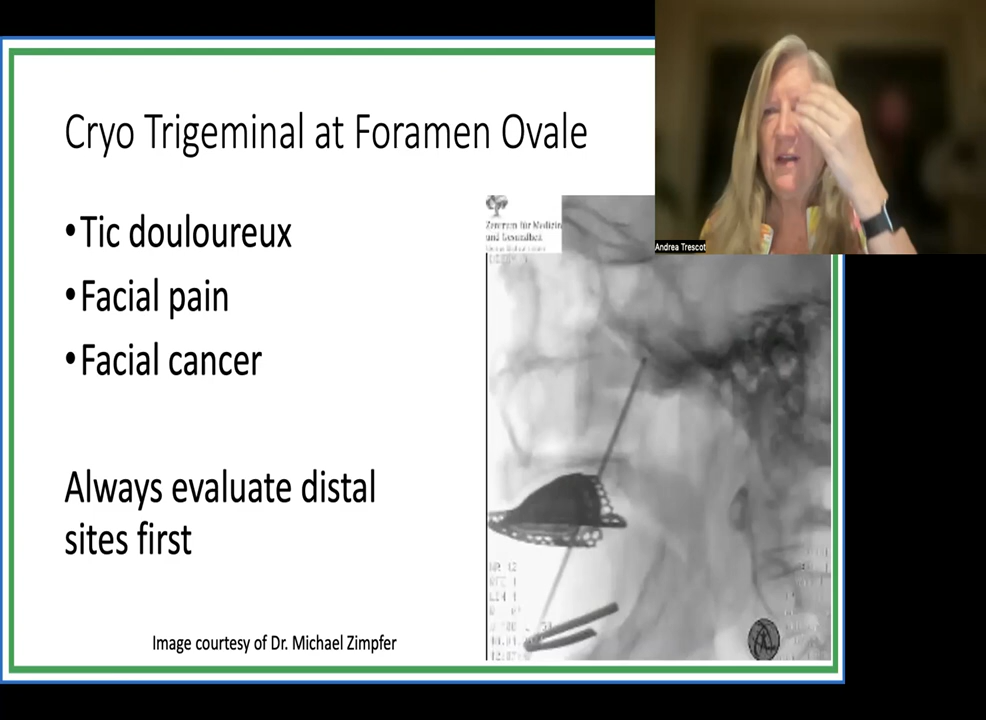 Cryo Trigeminal at Foramen Ovale
•Tic douloureux
•Facial pain
•Facial cancer
Always evaluate distal
sites first
Image courtesy of Dr. Michael Zimpfer
Zentrum für Medizin
und Gesundheit
Andrea Trescot